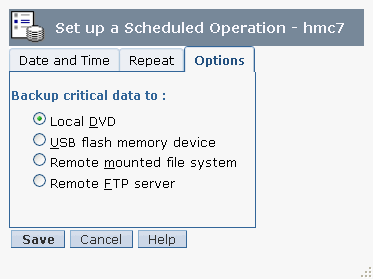 Set up a Scheduled Operation - hmc7
Date and Time Repeat Options
Backup critical data to :
Local DVD
USB flash memory device
Remote mounted file system
Remote FTP server
Save Cancel Help